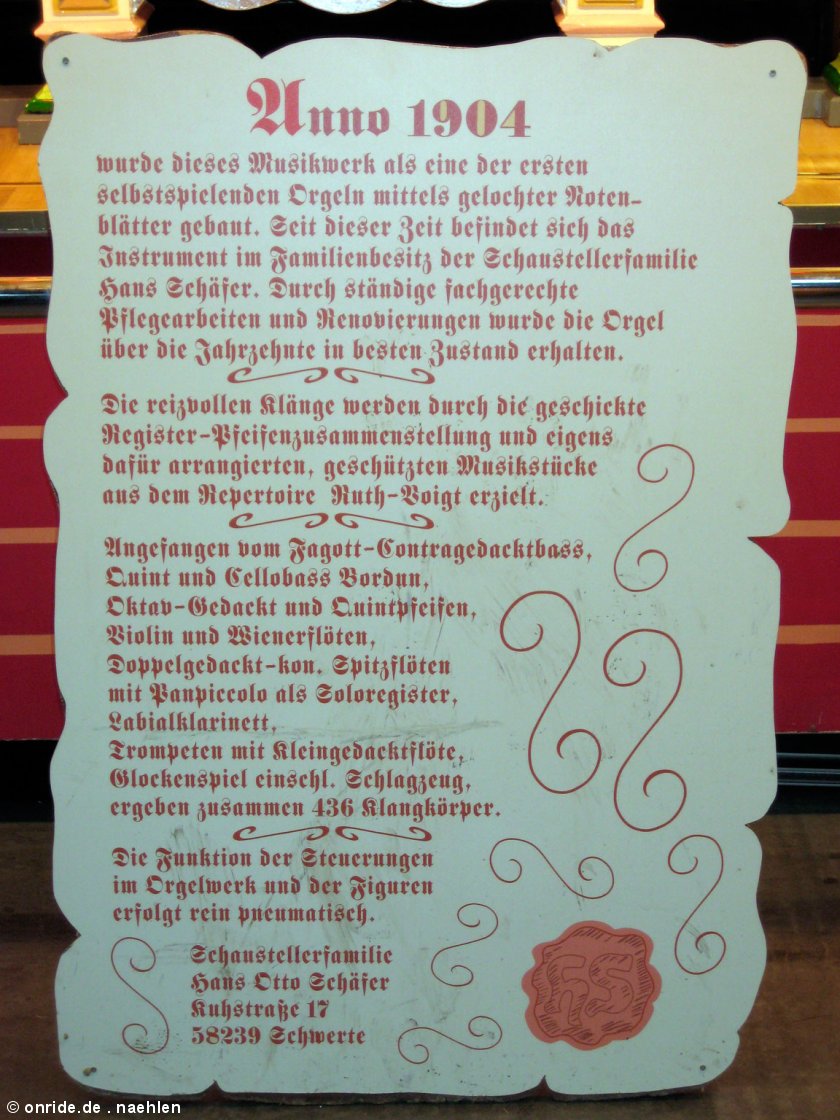 Anno 1904
wurde dieses Musikwerk als eine der ersten
selbstspielenden Orgeln mittels gelochter Noten-
blätter gebaut. Seit dieser Zeit befindet sich das
Instrument im Familienbesitz der Schaustellerfamilie
Hans Schäfer. Durch ständige fachgerechte
Pflegearbeiten und Renovierungen wurde die Orgel
über die Jahrzehnte in besten Zustand erhalten.
Die reizvollen Klänge werden durch die geschickte
Register-Pfeifenzusammenstellung und eigens
dafür arrangierten, geschützten Musikstücke
aus dem Repertoire Ruth-Voigt erzielt.
Angefangen vom Fagott-Contragedacktbass,
Quint und Cellobass Bordun,
Oktav-Gedackt und Quintpfeifen,
Violin und Wienerflöten,
Doppelgedackt-kon. Spitzflöten
mit Panpiccolo als Soloregister,
Labialklarinett,
Trompeten mit Kleingedacktflöte,
Glockenspiel einschl. Schlagzeug,
ergeben zusammen 436 Klangkörper.
Die Funktion der Steuerungen
im Orgelwerk und der Figuren
erfolgt rein pneumatisch.
Schaustellerfamilie
Hans Otto Schäfer
Kuhstraße 17
58239 Schwerte
© onride.de . naehlen